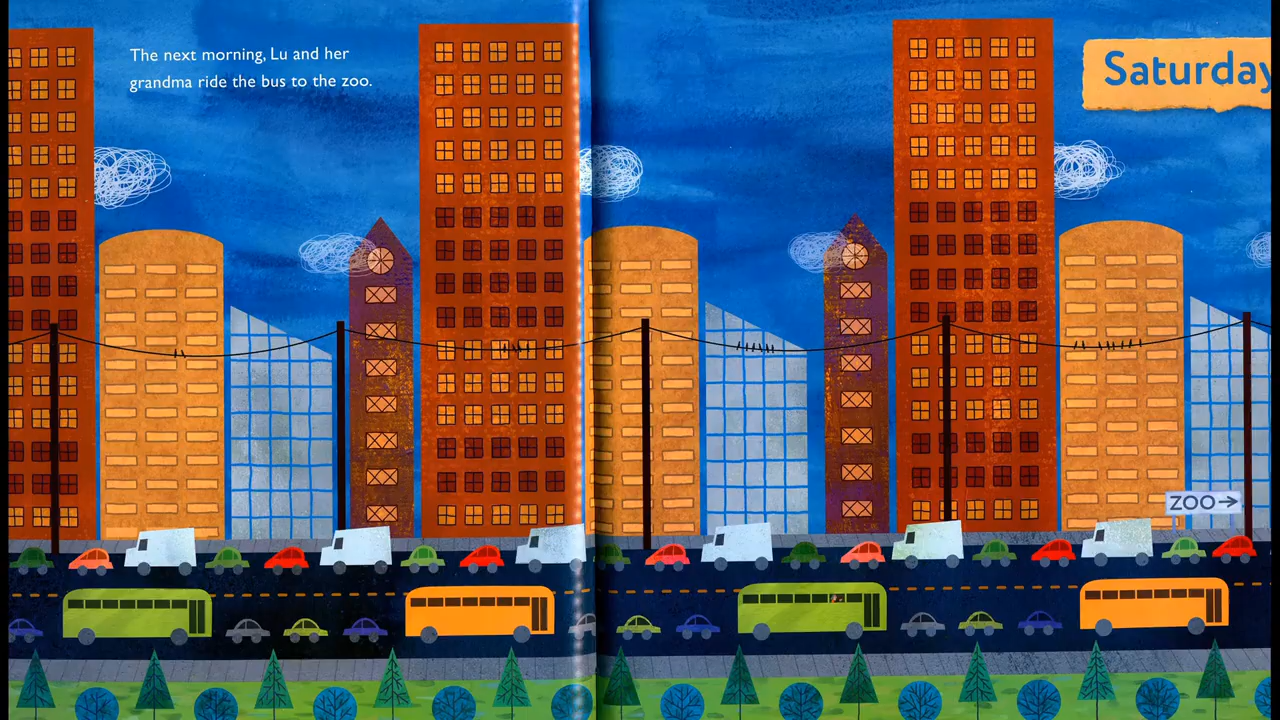 The next morning, Lu and her
grandma ride the bus to the zoo.
Saturday
ZOO→